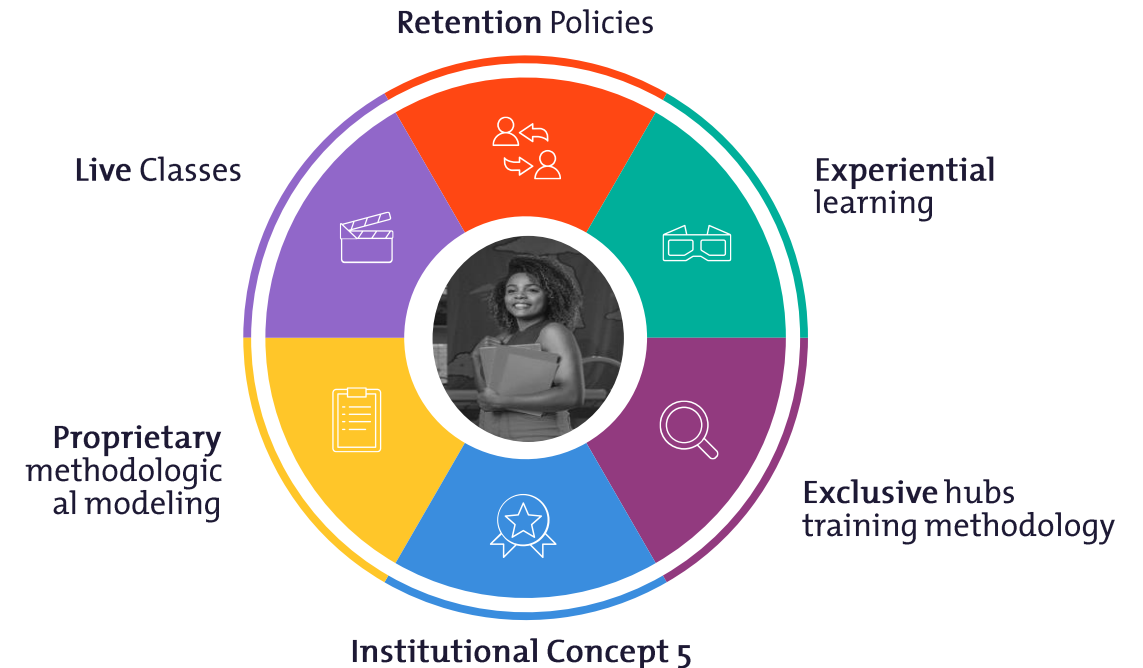 Retention Policies
Live Classes
Experiential
learning
Proprietary
methodologic
al modeling
Exclusive hubs
training methodology
Institutional Concept 5